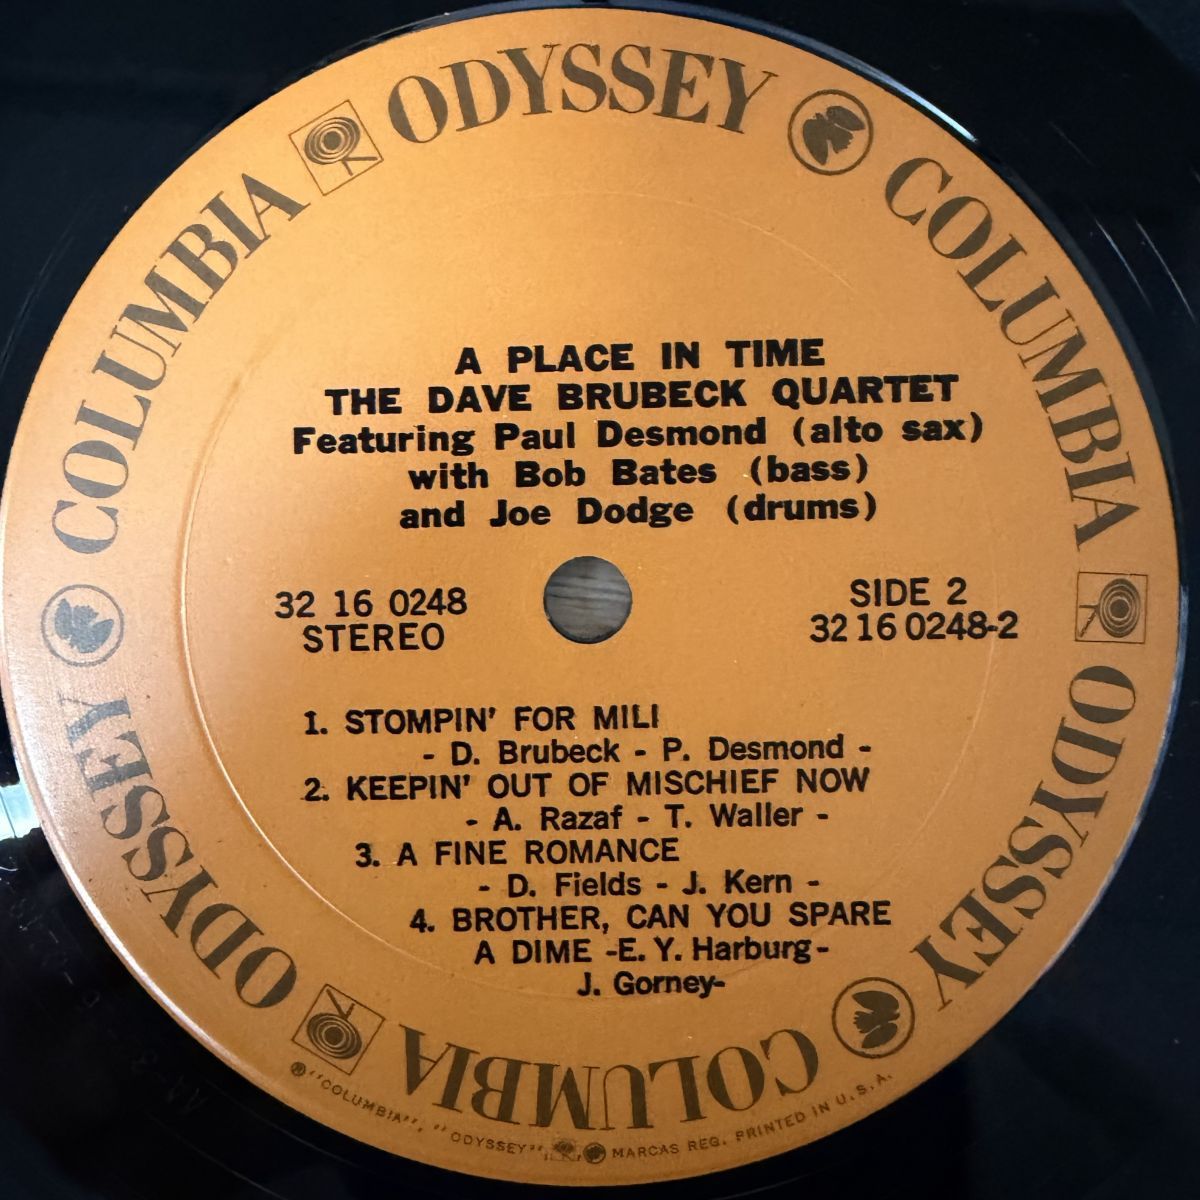 COLUMBIA ODYSSEY COLUMBIA ODYSSEY COLUMBIA ODYSSEY
A PLACE IN TIME
THE DAVE BRUBECK QUARTET
Featuring Paul Desmond (alto sax)
with Bob Bates (bass)
and Joe Dodge (drums)
32 16 0248
STEREO
SIDE 2
32 16 0248-2
1. STOMPIN' FOR MILI
- D. Brubeck - P. Desmond -
2. KEEPIN' OUT OF MISCHIEF NOW
- A. Razaf - T. Waller -
3. A FINE ROMANCE
- D. Fields - J. Kern -
4. BROTHER, CAN YOU SPARE
A DIME -E. Y. Harburg-
J. Gorney-
® "COLUMBIA", "ODYSSEY" MARCAS REG. PRINTED IN U.S.A.